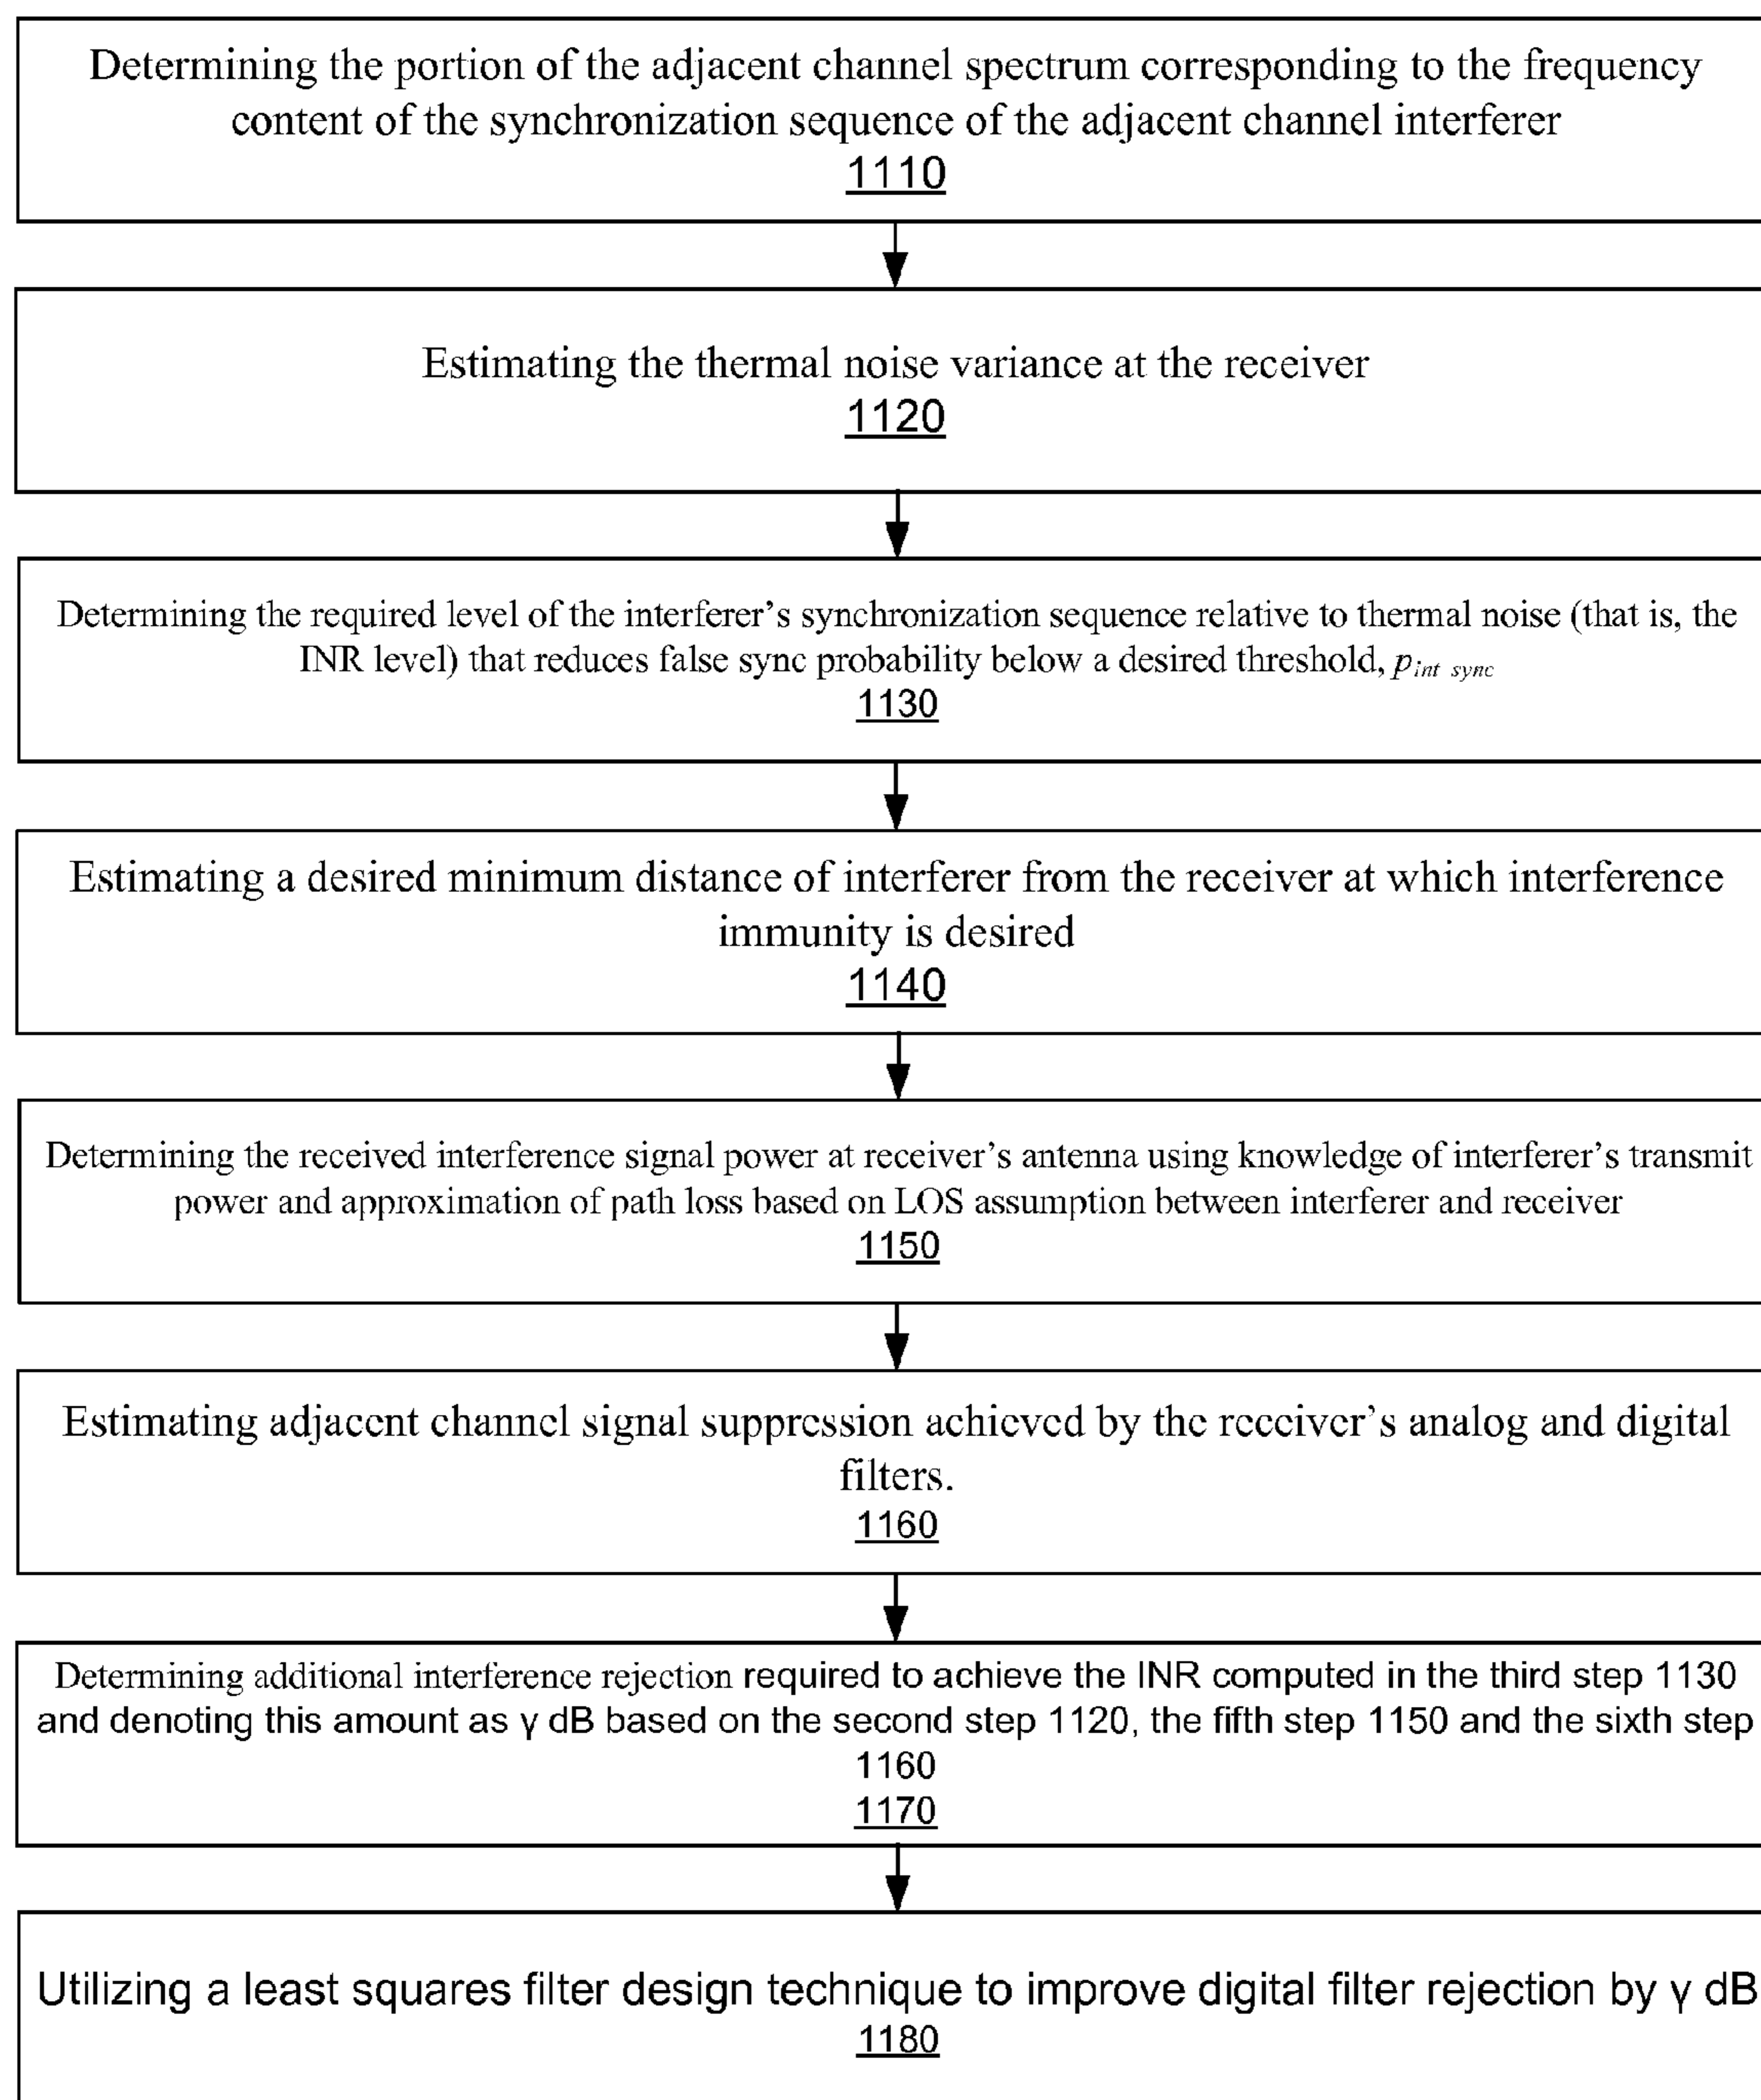 Determining the portion of the adjacent channel spectrum corresponding to the frequency
content of the synchronization sequence of the adjacent channel interferer
1110
Estimating the thermal noise variance at the receiver
1120
Determining the required level of the interferer's synchronization sequence relative to thermal noise (that is, the
INR level) that reduces false sync probability below a desired threshold, p int sync
1130
Estimating a desired minimum distance of interferer from the receiver at which interference
immunity is desired
1140
Determining the received interference signal power at receiver's antenna using knowledge of interferer's transmit
power and approximation of path loss based on LOS assumption between interferer and receiver
1150
Estimating adjacent channel signal suppression achieved by the receiver's analog and digital
filters.
1160
Determining additional interference rejection required to achieve the INR computed in the third step 1130
and denoting this amount as γ dB based on the second step 1120, the fifth step 1150 and the sixth step
1160
1170
Utilizing a least squares filter design technique to improve digital filter rejection by γ dB
1180